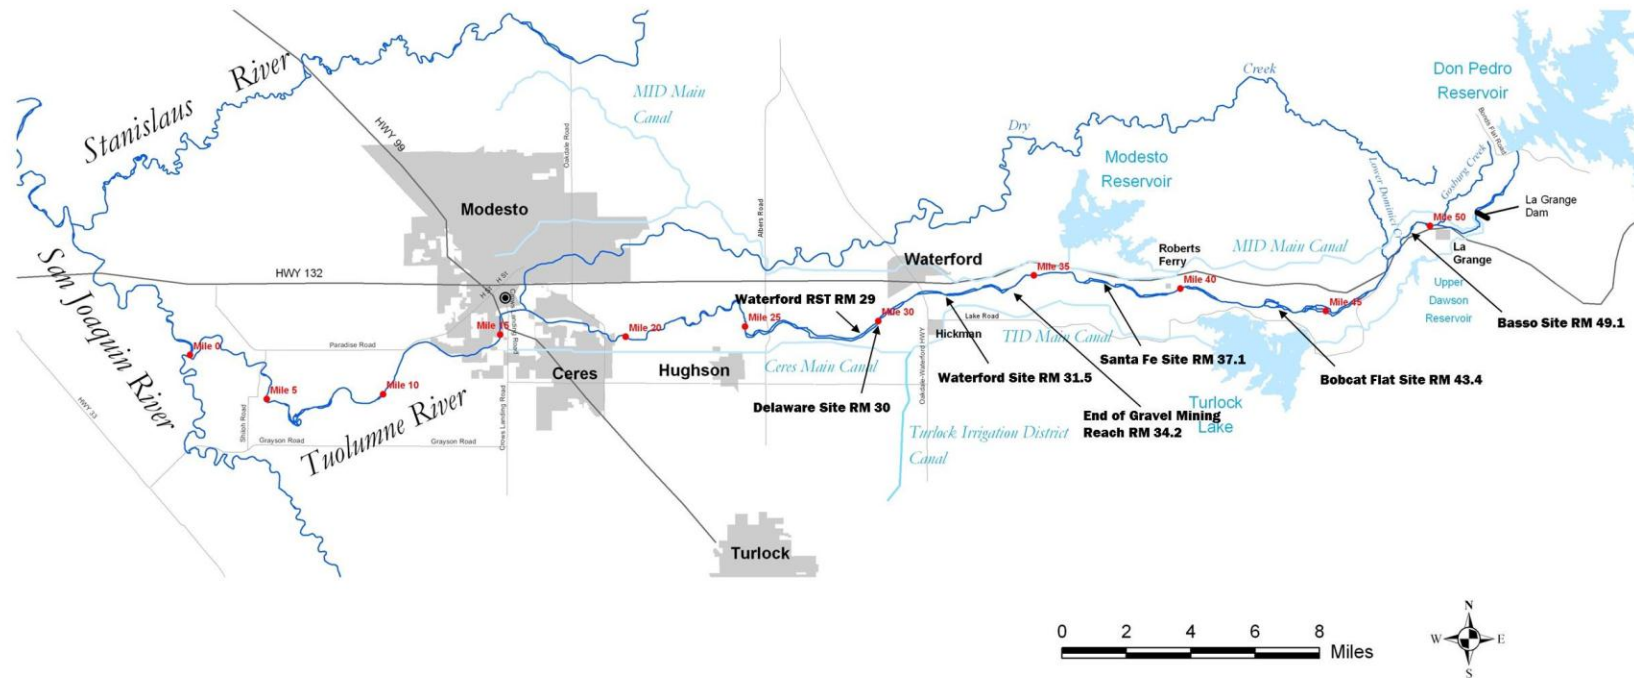 Stanislaus River
HWY 99
MID Main
Canal
Oakdale Road
Albers Road
Dry
Creek
Don Pedro
Reservoir
Bonds Flat Road
Modesto
Reservoir
Lower Dominici Cr
Gosburg Creek
La Grange
Dam
Mile 50
La
Grange
Modesto
Waterford
Roberts
Ferry
MID Main Canal
HWY 132
H St
H St
San Joaquin River
Waterford RST RM 29
Mile 35
Mile 40
Mile 45
Upper
Dawson
Reservoir
Basso Site RM 49.1
Mile 0
Mile 15
Mile 20
Mile 25
Mile 30
Lake Road
Hickman
TID Main Canal
Paradise Road
Ceres
Hughson
Ceres Main Canal
Santa Fe Site RM 37.1
Waterford Site RM 31.5
Bobcat Flat Site RM 43.4
Mile 5
Mile 10
Oakdale-Waterford HWY
Delaware Site RM 30
End of Gravel Mining
Reach RM 34.2
Turlock
Lake
HWY 33
Shiloh Road
Grayson Road
Grayson Road
Tuolumne River
Crows Landing Road
Turlock Irrigation District
Canal
Turlock
0 2 4 6 8
Miles
N
W E
S